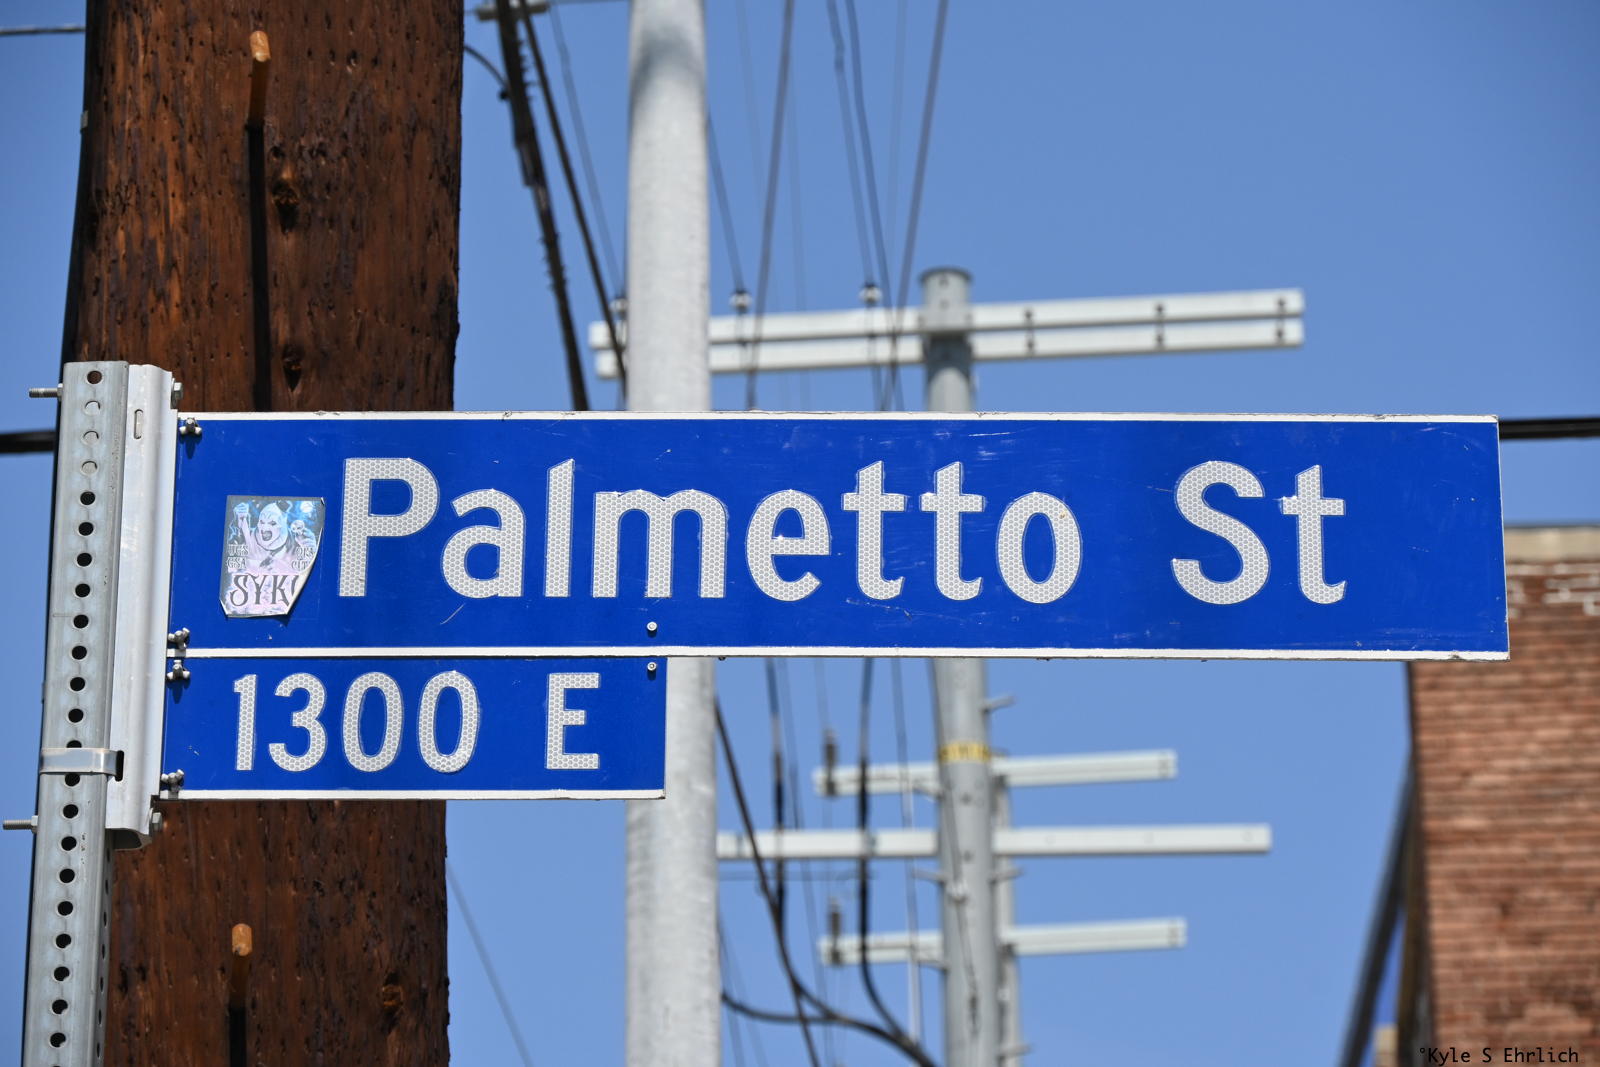 Palmetto St
SYK
1300 E
°Kyle S Ehrlich